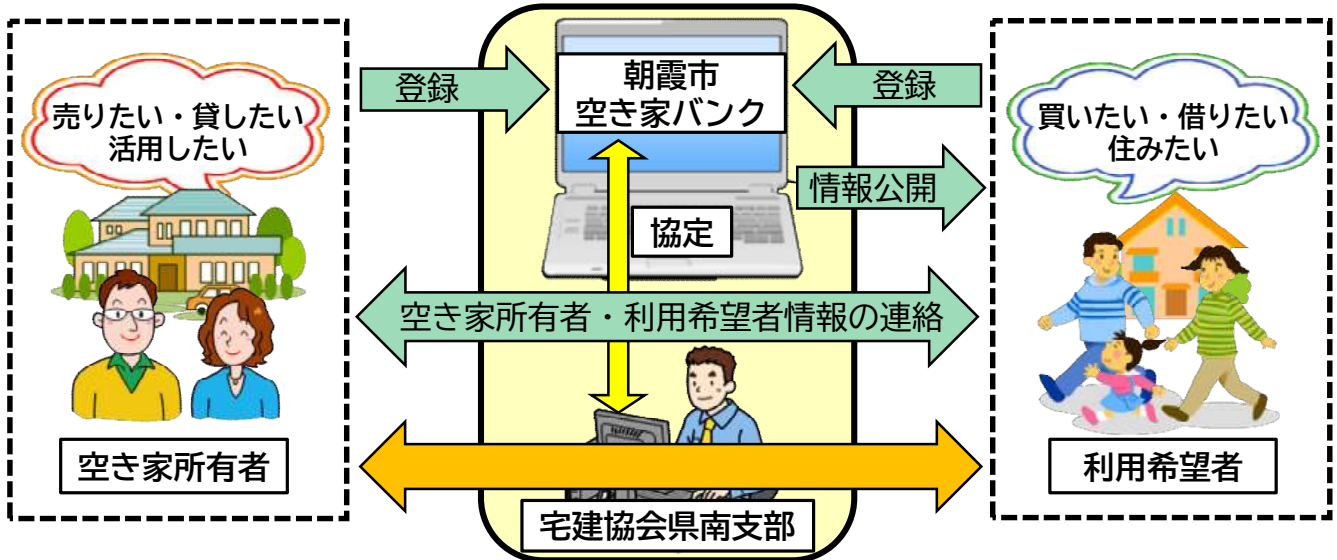 売りたい・貸したい
活用したい
空き家所有者
登録
朝霞市
空き家バンク
登録
情報公開
協定
空き家所有者・利用希望者情報の連絡
宅建協会県南支部
買いたい・借りたい
住みたい
利用希望者